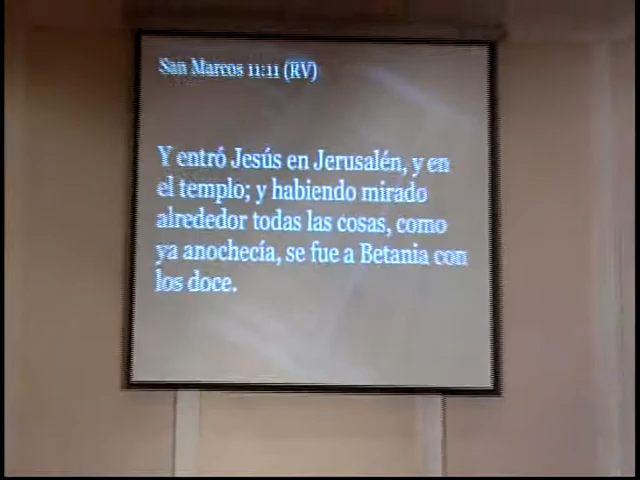 San Marcos 11:11 (RV)
Y entró Jesús en Jerusalén, y en
el templo; y habiendo mirado
alrededor todas las cosas, como
ya anochecía, se fue a Betania con
los doce.